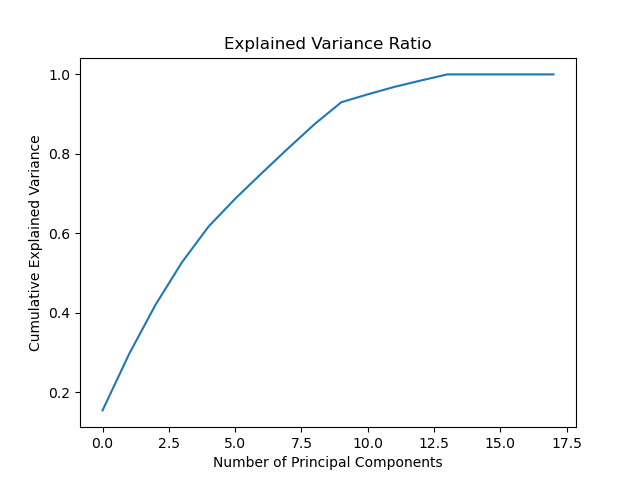 Explained Variance Ratio
Cumulative Explained Variance
1.0
0.8
0.6
0.4
0.2
0.0 2.5 5.0 7.5 10.0 12.5 15.0 17.5
Number of Principal Components